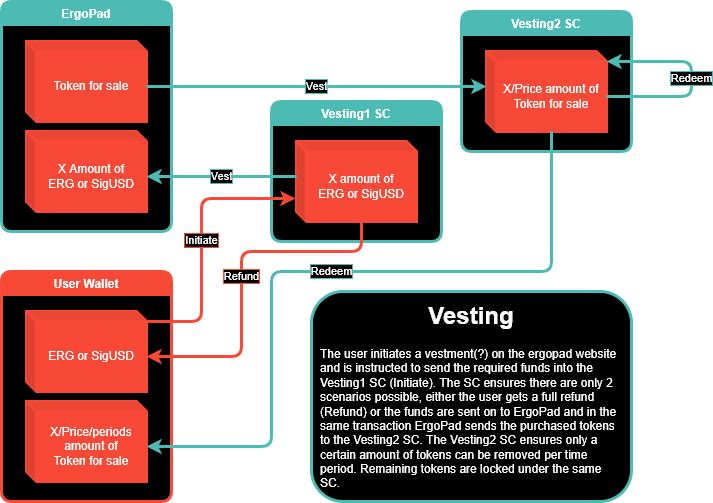 ErgoPad
Token for sale
X Amount of
ERG or SigUSD
Vesting2 SC
X/Price amount of
Token for sale
Redeem
Vest
Vesting1 SC
X amount of
ERG or SigUSD
Vest
Initiate
Refund
Redeem
User Wallet
ERG or SigUSD
X/Price/periods
amount of
Token for sale
Vesting
The user initiates a vestment(?) on the ergopad website
and is instructed to send the required funds into the
Vesting1 SC (Initiate). The SC ensures there are only 2
scenarios possible, either the user gets a full refund
(Refund) or the funds are sent on to ErgoPad and in the
same transaction ErgoPad sends the purchased tokens
to the Vesting2 SC. The Vesting2 SC ensures only a
certain amount of tokens can be removed per time
period. Remaining tokens are locked under the same
SC.